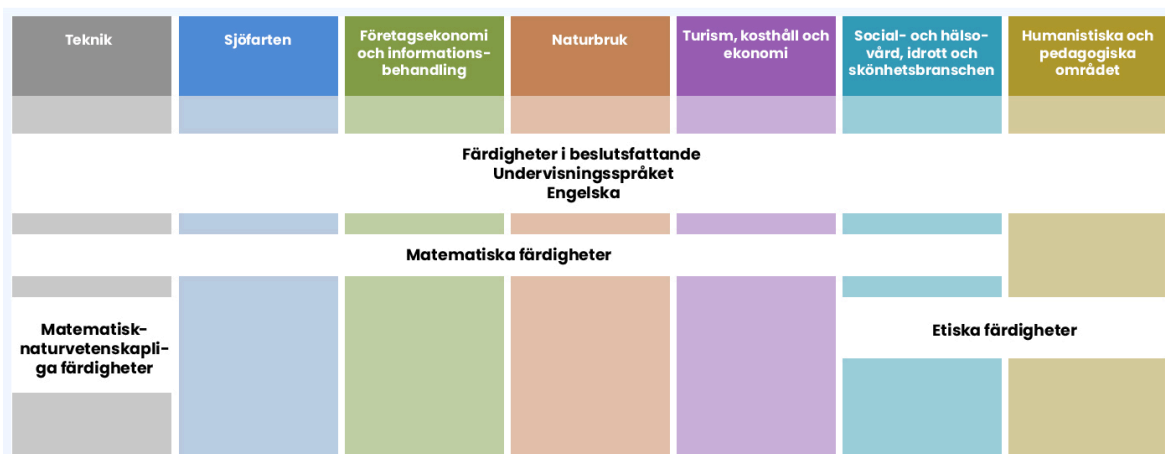 Teknik
Sjöfarten
Företagsekonomi
och informations-
behandling
Naturbruk
Turism, kosthåll och
ekonomi
Social- och hälso-
vård, idrott och
skönhetsbranschen
Humanistiska och
pedagogiska
området
Färdigheter i beslutsfattande
Undervisningsspråket
Engelska
Matematiska färdigheter
Matematisk-
naturvetenskapli-
ga färdigheter
Etiska färdigheter